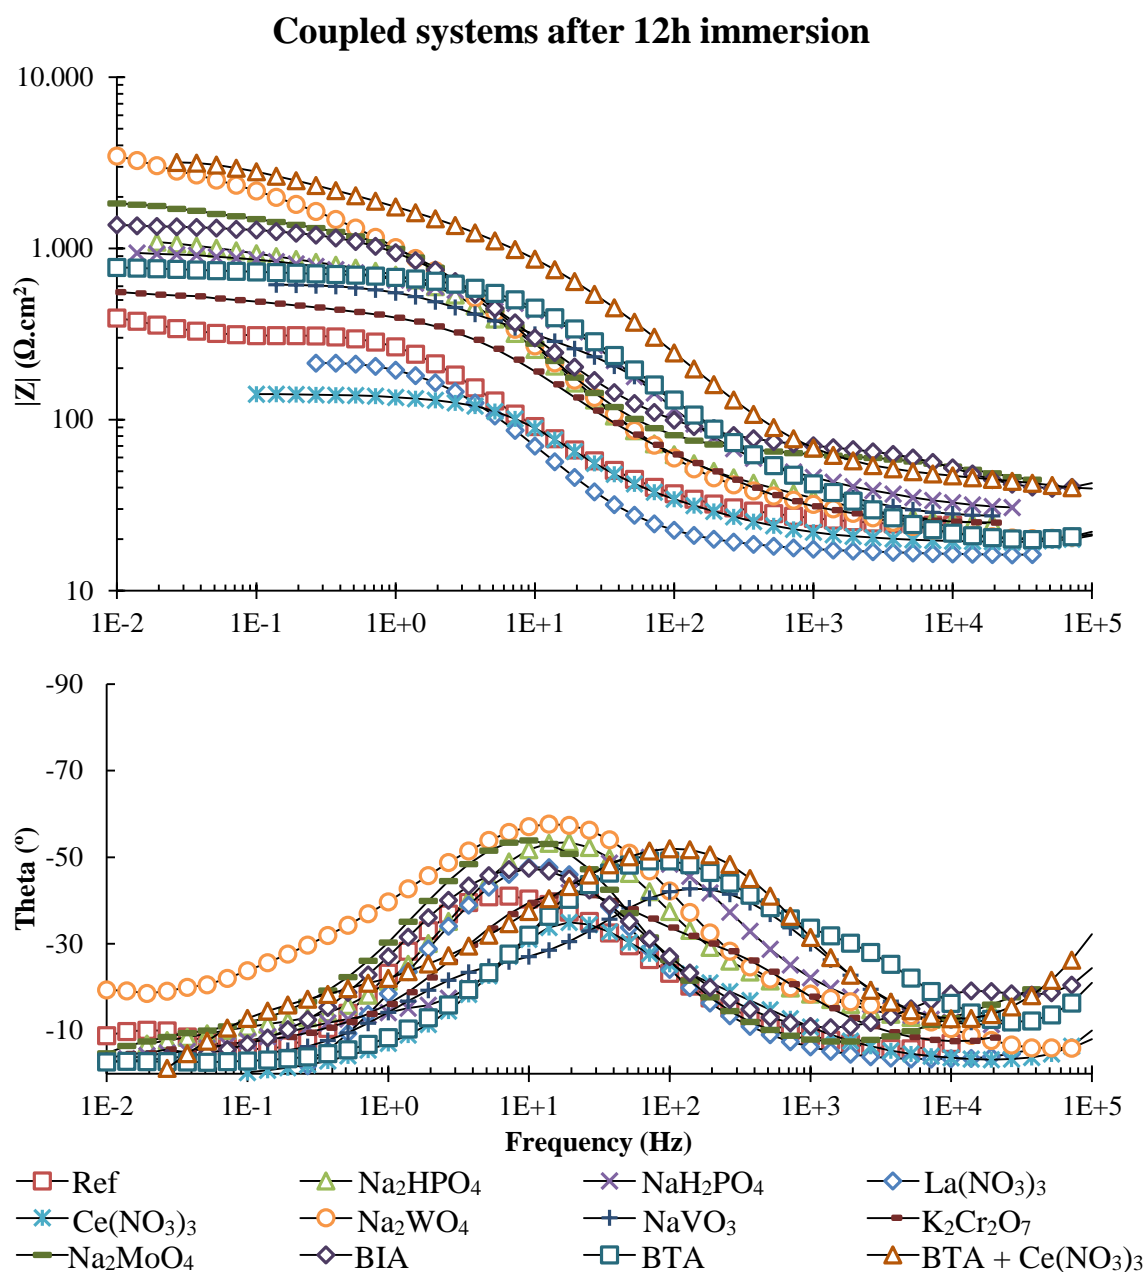 Coupled systems after 12h immersion
10.000
1.000
100
10
|Z| (Ω.cm²)
1E-2 1E-1 1E+0 1E+1 1E+2 1E+3 1E+4 1E+5
-90
-70
-50
-30
-10
Theta (º)
1E-2 1E-1 1E+0 1E+1 1E+2 1E+3 1E+4 1E+5
Frequency (Hz)
Ref Na₂HPO₄ NaH₂PO₄ La(NO₃)₃
Ce(NO₃)₃ Na₂WO₄ NaVO₃ K₂Cr₂O₇
Na₂MoO₄ BIA BTA BTA + Ce(NO₃)₃